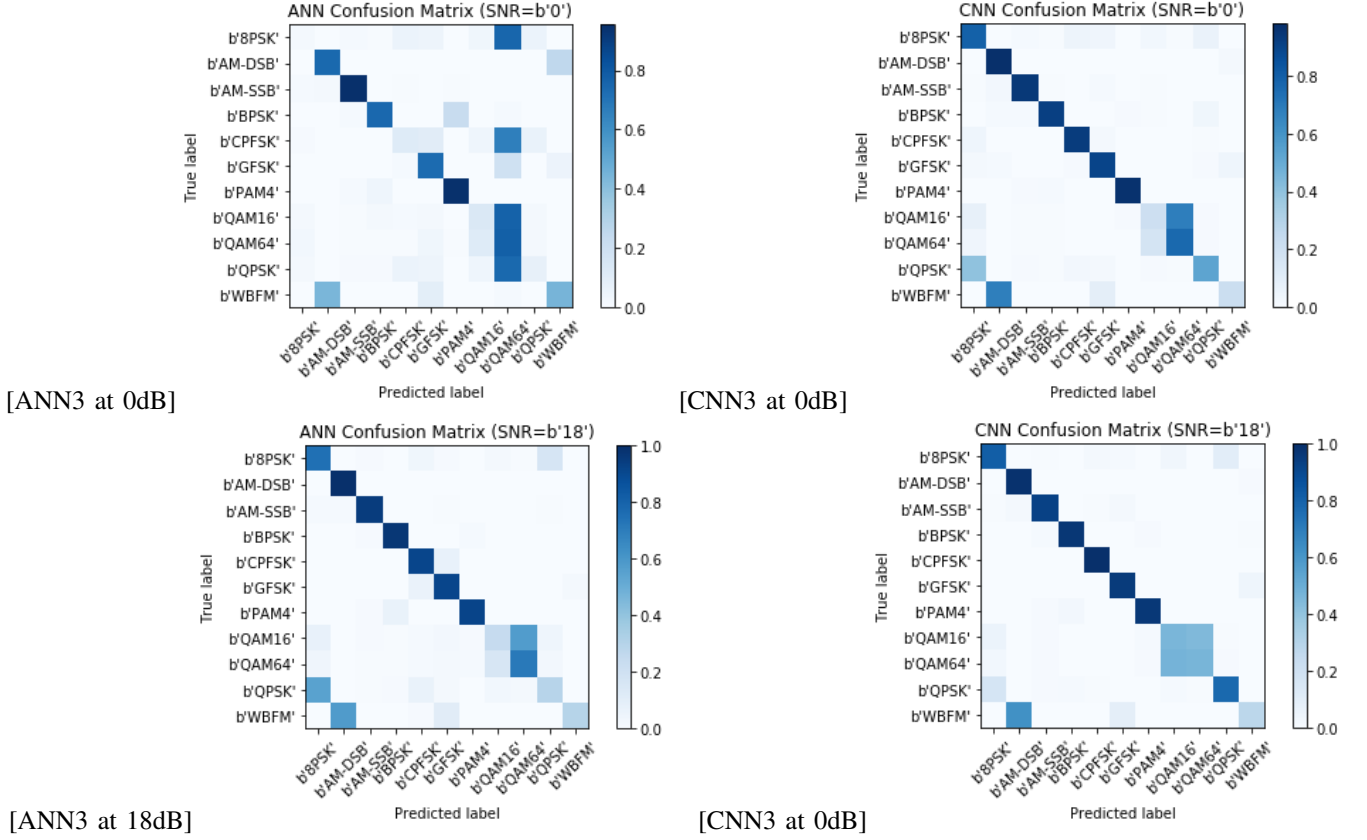 ANN Confusion Matrix (SNR=b'0')
True label
b'8PSK'
b'AM-DSB'
b'AM-SSB'
b'BPSK'
b'CPFSK'
b'GFSK'
b'PAM4'
b'QAM16'
b'QAM64'
b'QPSK'
b'WBFM'
b'8PSK'
b'AM-DSB'
b'AM-SSB'
b'BPSK'
b'CPFSK'
b'GFSK'
b'PAM4'
b'QAM16'
b'QAM64'
b'QPSK'
b'WBFM'
Predicted label
0.8
0.6
0.4
0.2
0.0
[ANN3 at 0dB]
CNN Confusion Matrix (SNR=b'0')
True label
b'8PSK'
b'AM-DSB'
b'AM-SSB'
b'BPSK'
b'CPFSK'
b'GFSK'
b'PAM4'
b'QAM16'
b'QAM64'
b'QPSK'
b'WBFM'
b'8PSK'
b'AM-DSB'
b'AM-SSB'
b'BPSK'
b'CPFSK'
b'GFSK'
b'PAM4'
b'QAM16'
b'QAM64'
b'QPSK'
b'WBFM'
Predicted label
0.8
0.6
0.4
0.2
0.0
[CNN3 at 0dB]
ANN Confusion Matrix (SNR=b'18')
True label
b'8PSK'
b'AM-DSB'
b'AM-SSB'
b'BPSK'
b'CPFSK'
b'GFSK'
b'PAM4'
b'QAM16'
b'QAM64'
b'QPSK'
b'WBFM'
b'8PSK'
b'AM-DSB'
b'AM-SSB'
b'BPSK'
b'CPFSK'
b'GFSK'
b'PAM4'
b'QAM16'
b'QAM64'
b'QPSK'
b'WBFM'
Predicted label
1.0
0.8
0.6
0.4
0.2
0.0
[ANN3 at 18dB]
CNN Confusion Matrix (SNR=b'18')
True label
b'8PSK'
b'AM-DSB'
b'AM-SSB'
b'BPSK'
b'CPFSK'
b'GFSK'
b'PAM4'
b'QAM16'
b'QAM64'
b'QPSK'
b'WBFM'
b'8PSK'
b'AM-DSB'
b'AM-SSB'
b'BPSK'
b'CPFSK'
b'GFSK'
b'PAM4'
b'QAM16'
b'QAM64'
b'QPSK'
b'WBFM'
Predicted label
1.0
0.8
0.6
0.4
0.2
0.0
[CNN3 at 0dB]